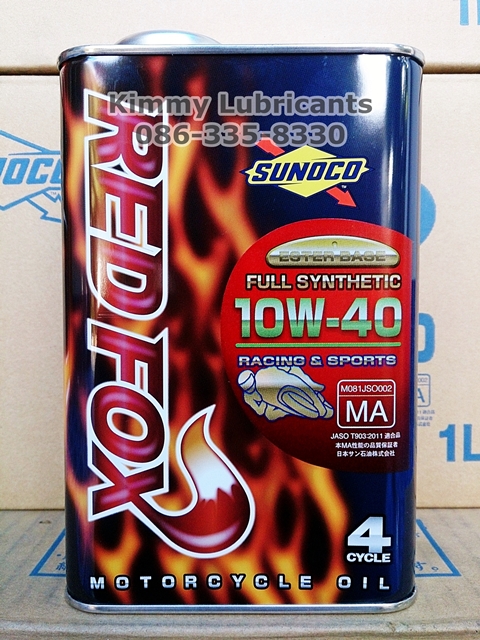 Kimmy Lubricants
086-335-8330
RED FOX
SUNOCO
TM
ESTER BASE
FULL SYNTHETIC
10W-40
RACING & SPORTS
M081JSO002
MA
JASO T903:2011 適合品
本MA性能の品質保証者
日本サン石油株式会社
4
CYCLE
MOTORCYCLE OIL
1L